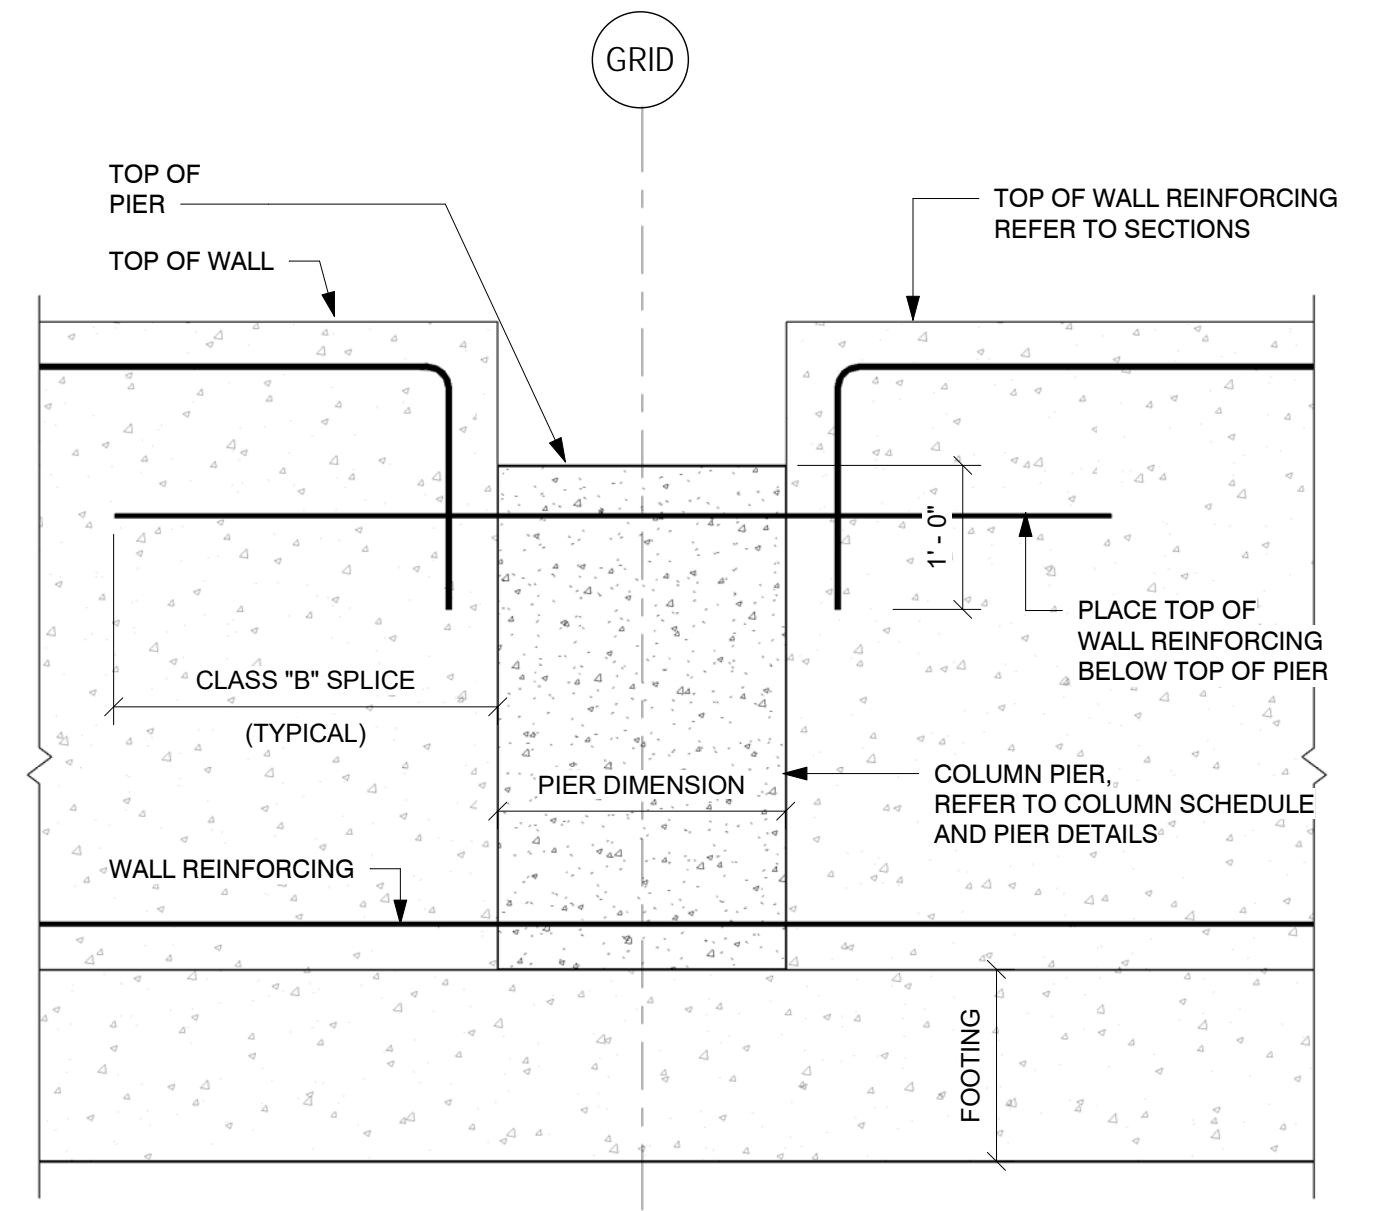 GRID
TOP OF
PIER
TOP OF WALL
TOP OF WALL REINFORCING
REFER TO SECTIONS
1' - 0"
PLACE TOP OF
WALL REINFORCING
BELOW TOP OF PIER
CLASS "B" SPLICE
(TYPICAL)
PIER DIMENSION
COLUMN PIER,
REFER TO COLUMN SCHEDULE
AND PIER DETAILS
WALL REINFORCING
FOOTING